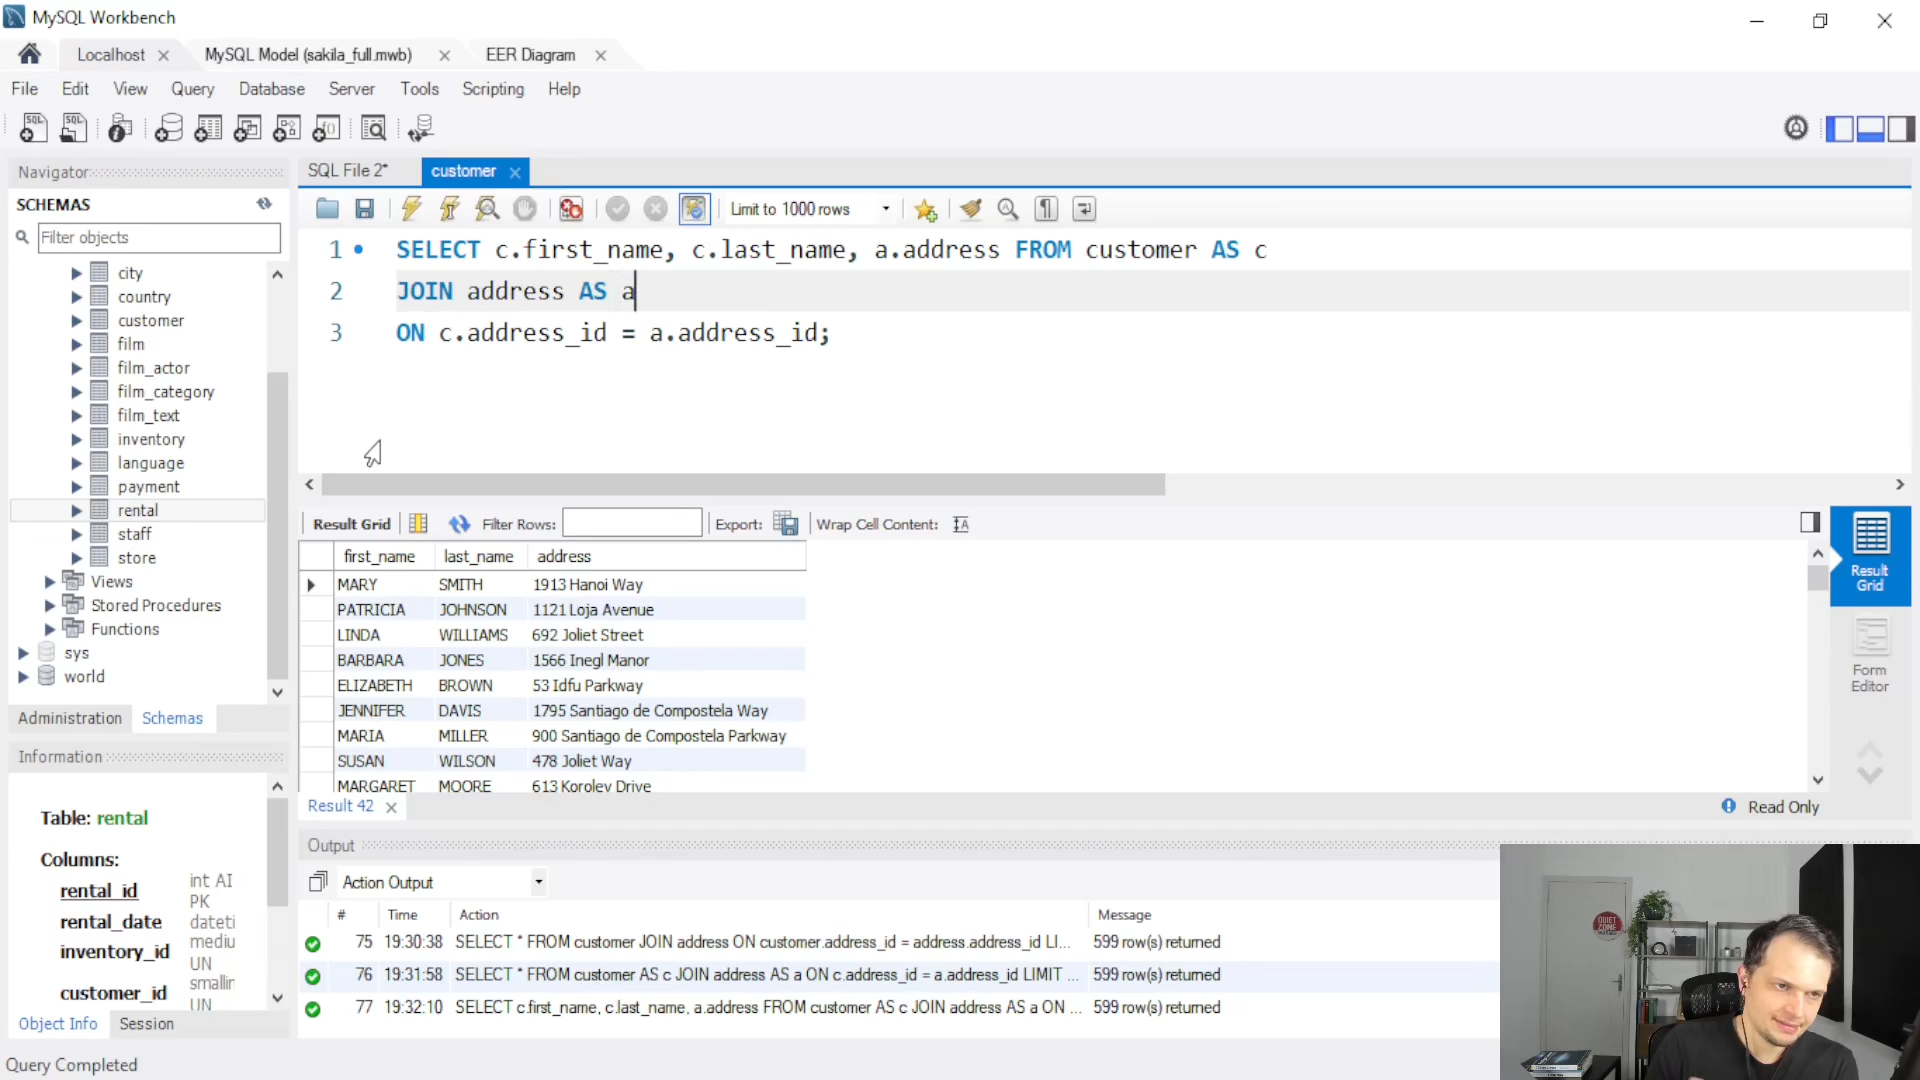 MySQL Workbench
Localhost
MySQL Model (sakila_full.mwb)
EER Diagram
File Edit View Query Database Server Tools Scripting Help
Navigator
SCHEMAS
Filter objects
city
country
customer
film
film_actor
film_category
film_text
inventory
language
payment
rental
staff
store
Views
Stored Procedures
Functions
sys
world
Administration Schemas
Information
Table: rental
Columns:
rental_id int AI
PK
rental_date dateti
inventory_id mediu
UN
customer_id smallin
UN
Object Info Session
Query Completed
SQL File 2*
customer
Limit to 1000 rows
1 SELECT c.first_name, c.last_name, a.address FROM customer AS c
2 JOIN address AS a
3 ON c.address_id = a.address_id;
Result Grid Filter Rows: Export: Wrap Cell Content:
first_name last_name address
MARY SMITH 1913 Hanoi Way
PATRICIA JOHNSON 1121 Loja Avenue
LINDA WILLIAMS 692 Joliet Street
BARBARA JONES 1566 Inegl Manor
ELIZABETH BROWN 53 Idfu Parkway
JENNIFER DAVIS 1795 Santiago de Compostela Way
MARIA MILLER 900 Santiago de Compostela Parkway
SUSAN WILSON 478 Joliet Way
MARGARET MOORE 613 Korolev Drive
Result
Grid
Form
Editor
Result 42
Read Only
Output
Action Output
# Time Action Message
75 19:30:38 SELECT * FROM customer JOIN address ON customer.address_id = address.address_id LI... 599 row(s) returned
76 19:31:58 SELECT * FROM customer AS c JOIN address AS a ON c.address_id = a.address_id LIMIT ... 599 row(s) returned
77 19:32:10 SELECT c.first_name, c.last_name, a.address FROM customer AS c JOIN address AS a ON ... 599 row(s) returned
QUIET
ZONE